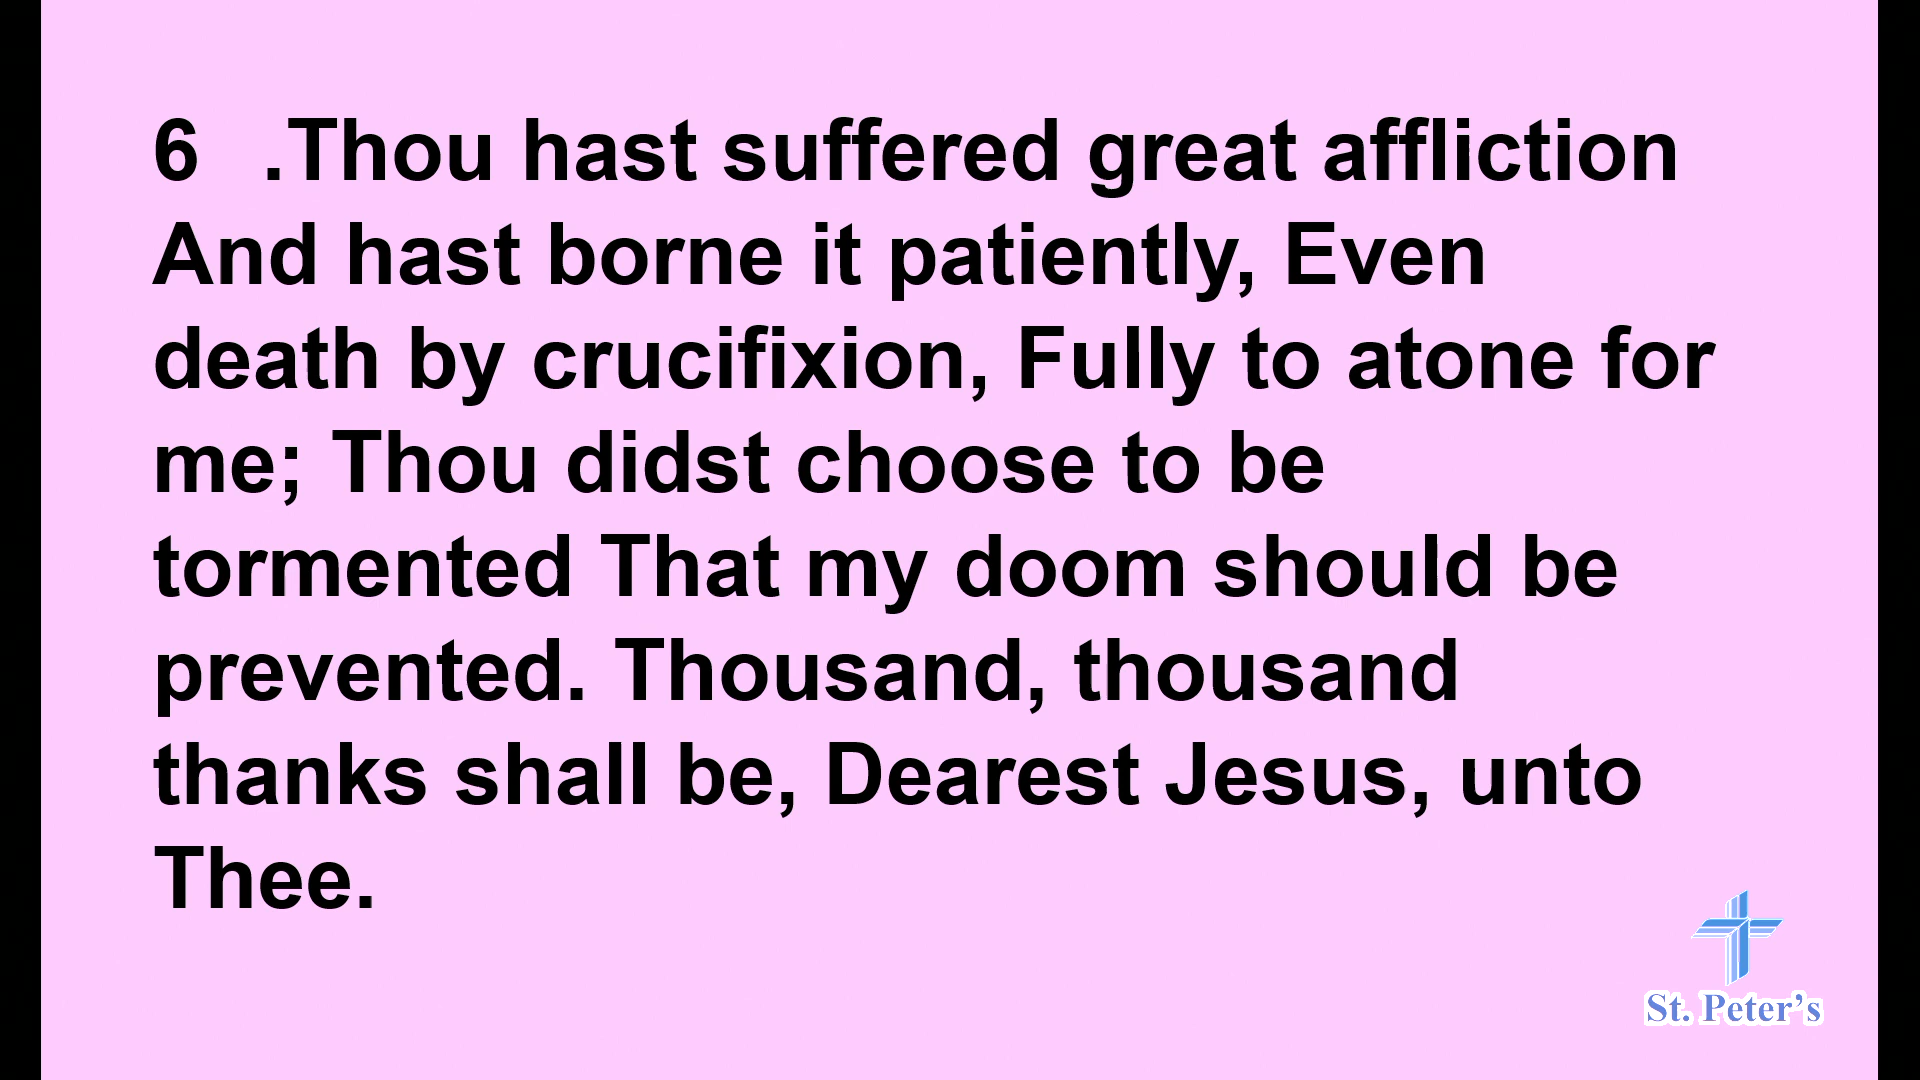 6 .Thou hast suffered great affliction
And hast borne it patiently, Even
death by crucifixion, Fully to atone for
me; Thou didst choose to be
tormented That my doom should be
prevented. Thousand, thousand
thanks shall be, Dearest Jesus, unto
Thee.
St. Peter's